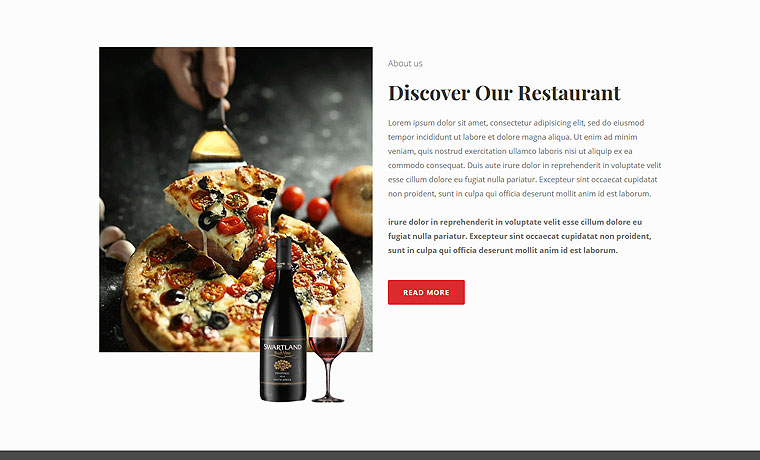 About us
Discover Our Restaurant
Lorem ipsum dolor sit amet, consectetur adipisicing elit, sed do eiusmod
tempor incididunt ut labore et dolore magna aliqua. Ut enim ad minim
veniam, quis nostrud exercitation ullamco laboris nisi ut aliquip ex ea
commodo consequat. Duis aute irure dolor in reprehenderit in voluptate velit
esse cillum dolore eu fugiat nulla pariatur. Excepteur sint occaecat cupidatat
non proident, sunt in culpa qui officia deserunt mollit anim id est laborum.
irure dolor in reprehenderit in voluptate velit esse cillum dolore eu
fugiat nulla pariatur. Excepteur sint occaecat cupidatat non proident,
sunt in culpa qui officia deserunt mollit anim id est laborum.
READ MORE
SWARTLAND
PINOTAGE
SOUTH AFRICA